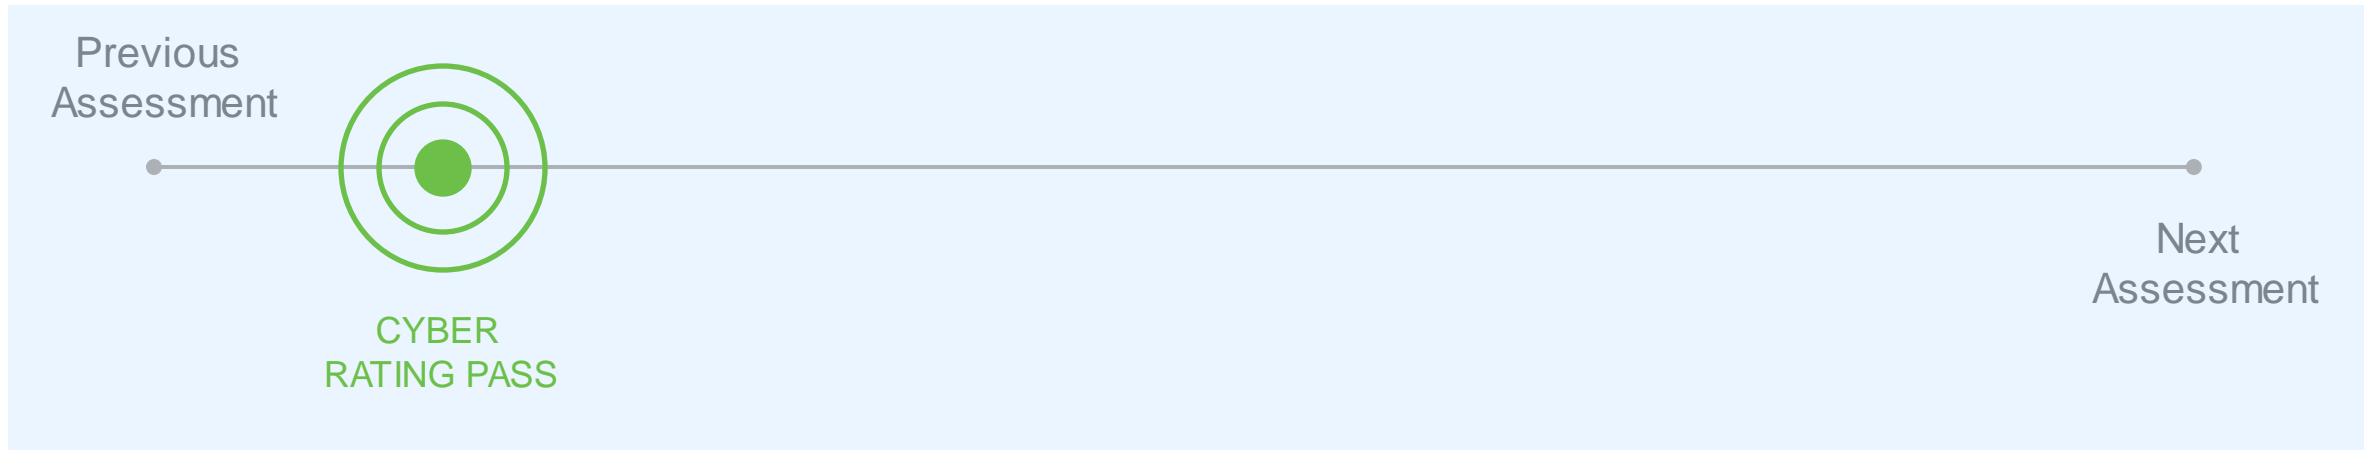 Previous
Assessment
CYBER
RATING PASS
Next
Assessment